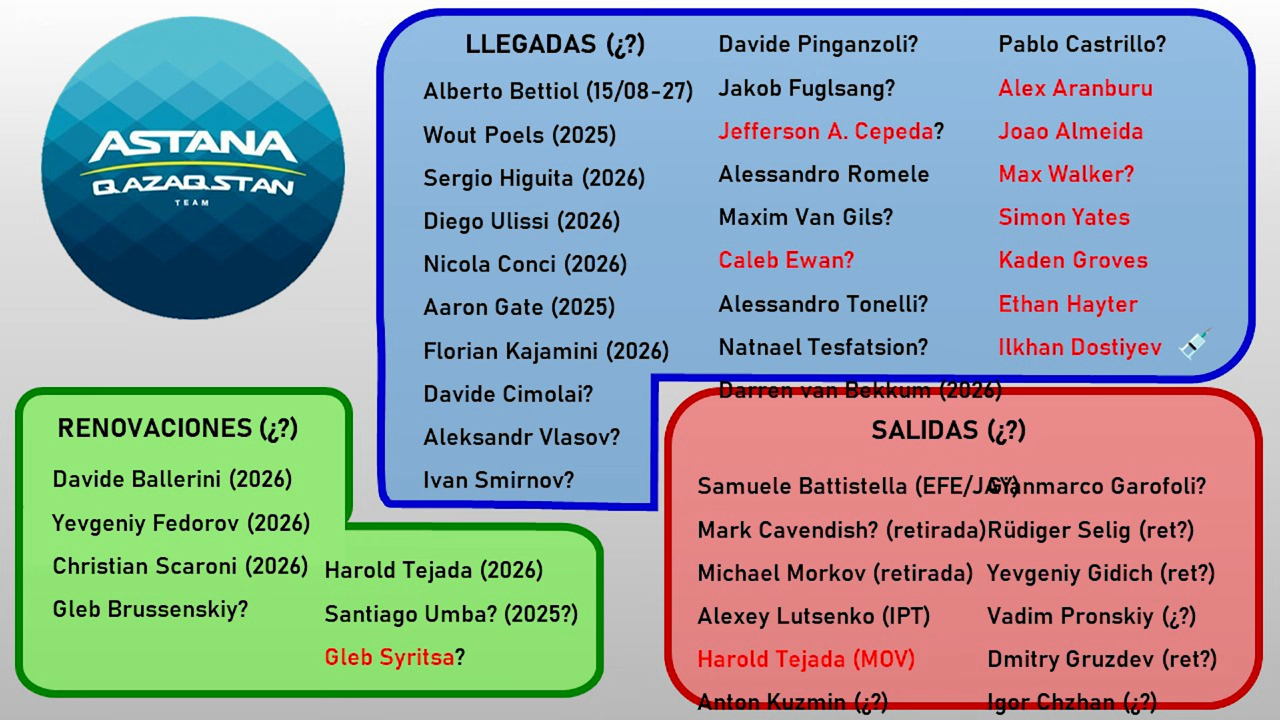 ASTANA
QAZAQSTAN
TEAM
LLEGADAS (¿?)
Alberto Bettiol (15/08-27)
Wout Poels (2025)
Sergio Higuita (2026)
Diego Ulissi (2026)
Nicola Conci (2026)
Aaron Gate (2025)
Florian Kajamini (2026)
Davide Cimolai?
Aleksandr Vlasov?
Ivan Smirnov?
Davide Pinganzoli?
Jakob Fuglsang?
Jefferson A. Cepeda?
Alessandro Romele
Maxim Van Gils?
Caleb Ewan?
Alessandro Tonelli?
Natnael Tesfatsion?
Darren van Bekkum (2026)
Pablo Castrillo?
Alex Aranburu
Joao Almeida
Max Walker?
Simon Yates
Kaden Groves
Ethan Hayter
Ilkhan Dostiyev
RENOVACIONES (¿?)
Davide Ballerini (2026)
Yevgeniy Fedorov (2026)
Christian Scaroni (2026)
Gleb Brussenskiy?
Harold Tejada (2026)
Santiago Umba? (2025?)
Gleb Syritsa?
SALIDAS (¿?)
Samuele Battistella (EFE/JAY)
Mark Cavendish? (retirada)
Michael Morkov (retirada)
Alexey Lutsenko (IPT)
Harold Tejada (MOV)
Anton Kuzmin (¿?)
Gianmarco Garofoli?
Rüdiger Selig (ret?)
Yevgeniy Gidich (ret?)
Vadim Pronskiy (¿?)
Dmitry Gruzdev (ret?)
Igor Chzhan (¿?)